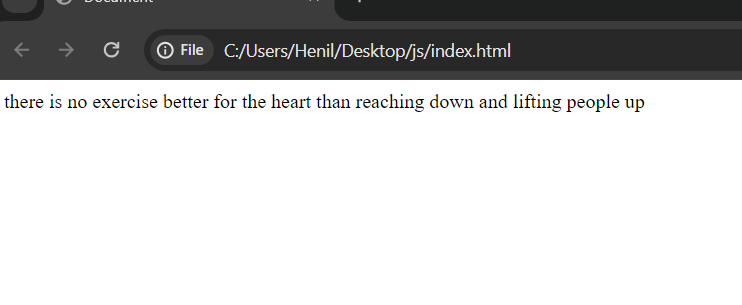 Document
File C:/Users/Henil/Desktop/js/index.html
there is no exercise better for the heart than reaching down and lifting people up